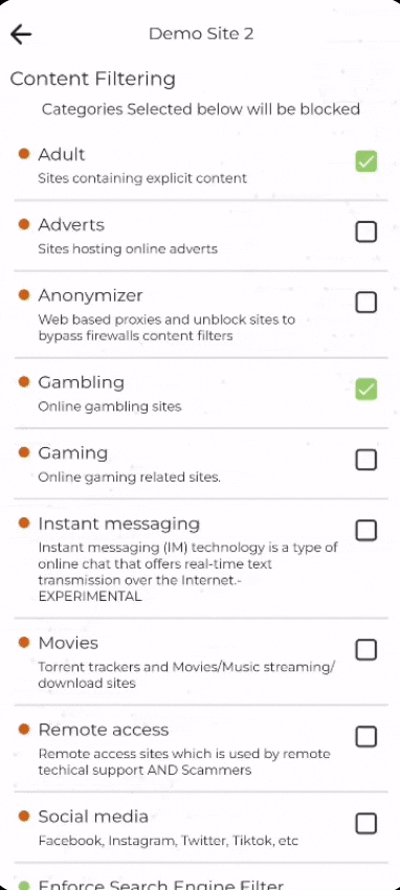 Demo Site 2
Content Filtering
Categories Selected below will be blocked
Adult
Sites containing explicit content
Adverts
Sites hosting online adverts
Anonymizer
Web based proxies and unblock sites to
bypass firewalls content filters
Gambling
Online gambling sites
Gaming
Online gaming related sites.
Instant messaging
Instant messaging (IM) technology is a type of
online chat that offers real-time text
transmission over the Internet.-
EXPERIMENTAL
Movies
Torrent trackers and Movies/Music streaming/
download sites
Remote access
Remote access sites which is used by remote
techical support AND Scammers
Social media
Facebook, Instagram, Twitter, Tiktok, etc
Enforce Search Engine Filter